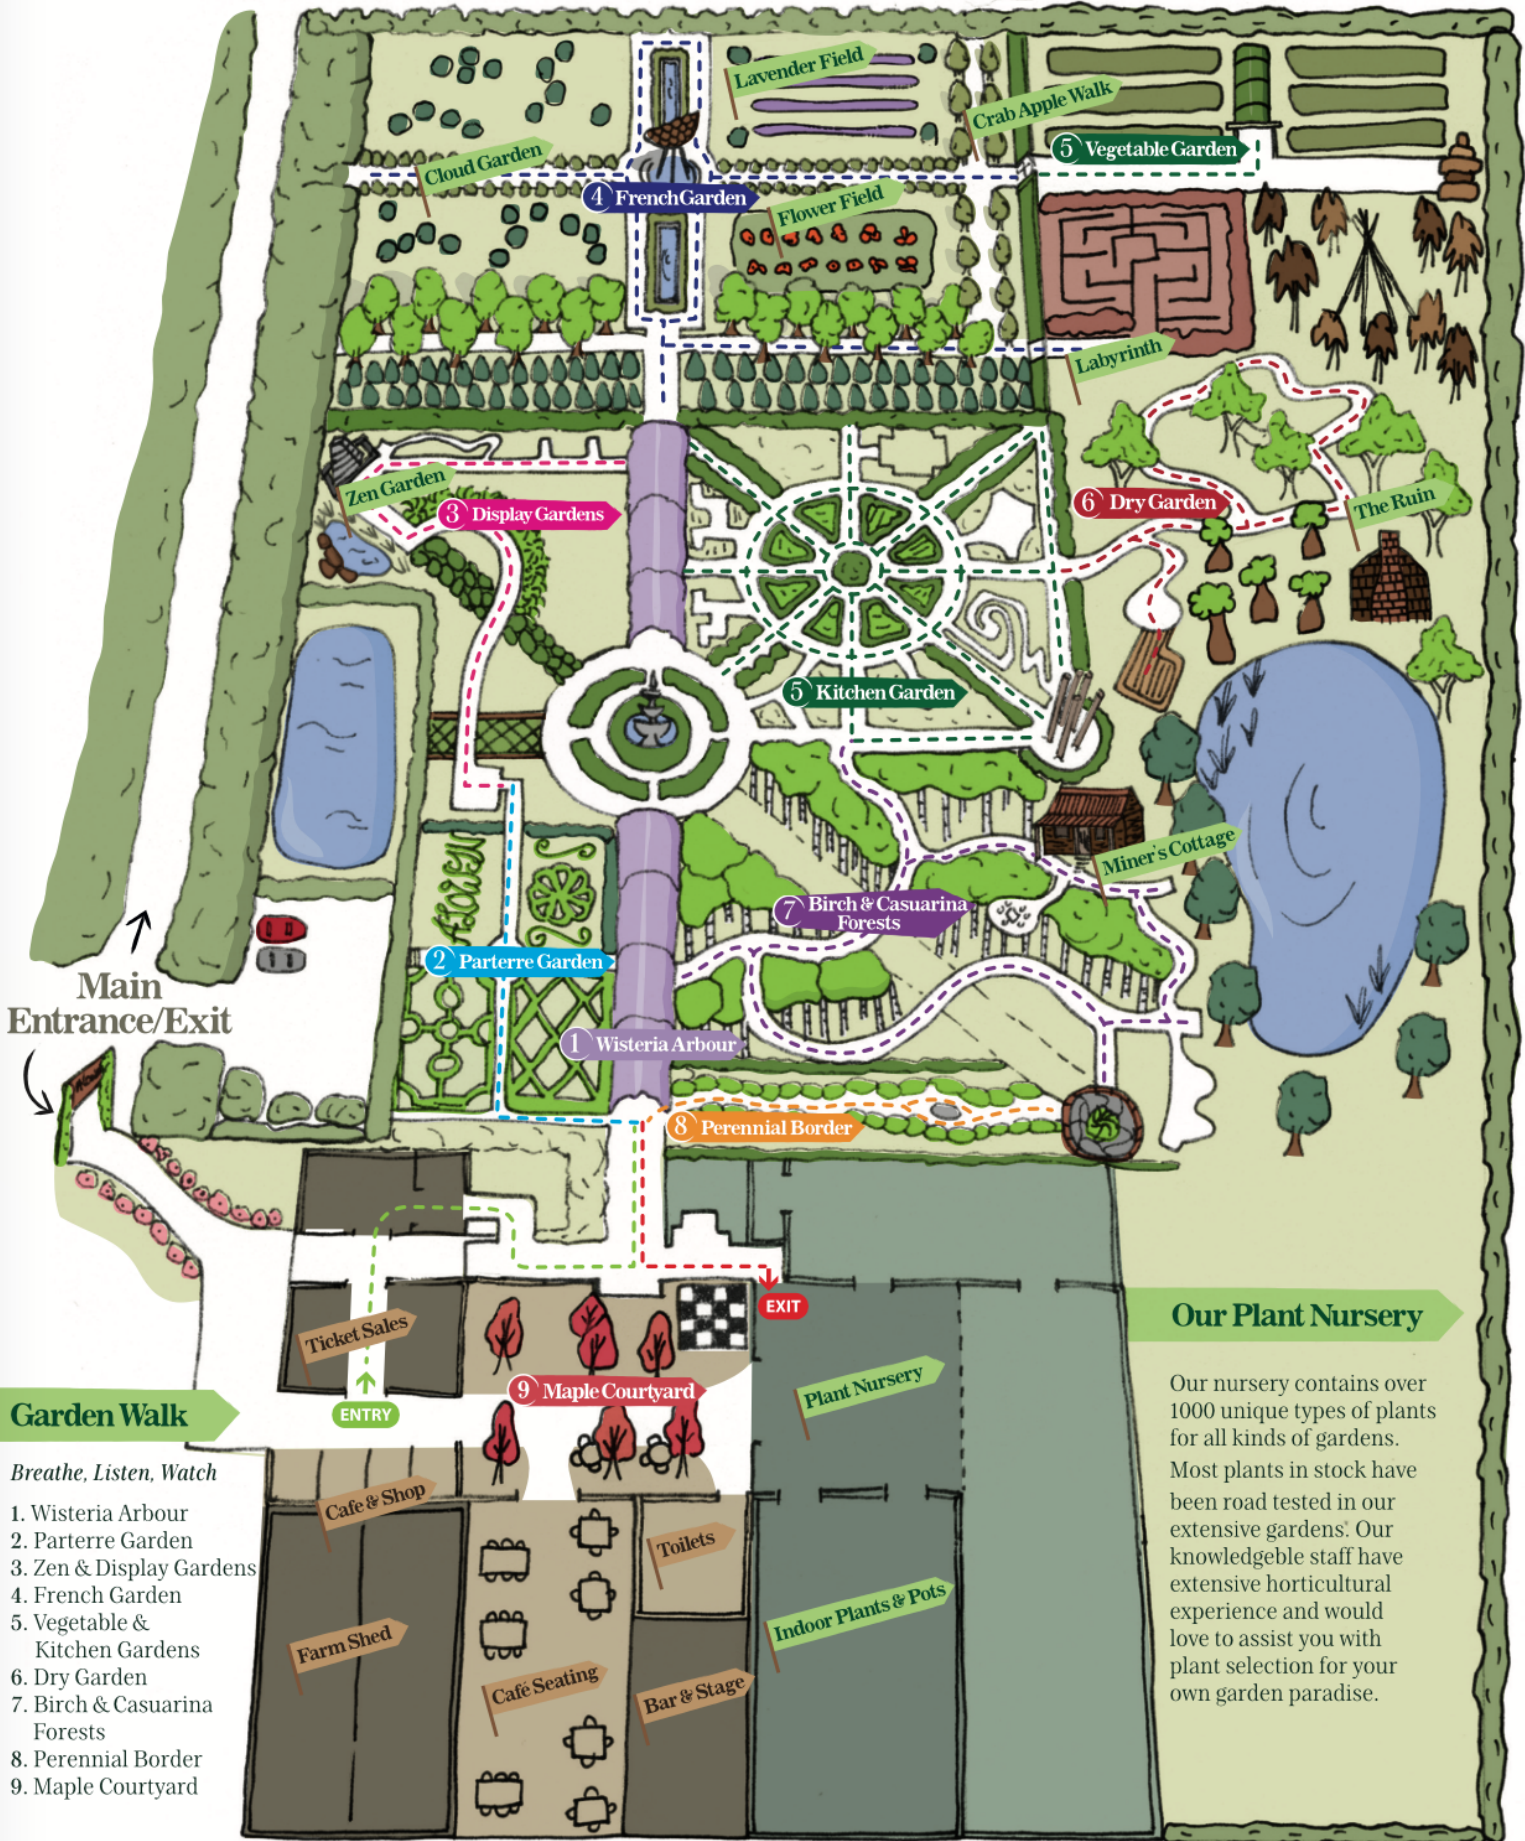 Lavender Field
Crab Apple Walk
5 Vegetable Garden
Cloud Garden
4 FrenchGarden
Flower Field
Labyrinth
Zen Garden
3 Display Gardens
6 Dry Garden
The Ruin
5 Kitchen Garden
Miner's Cottage
7 Birch & Casuarina
Forests
2 Parterre Garden
Main
Entrance/Exit
1 Wisteria Arbour
8 Perennial Border
EXIT
Ticket Sales
ENTRY
9 Maple Courtyard
Plant Nursery
Cafe & Shop
Toilets
Farm Shed
Café Seating
Bar & Stage
Indoor Plants & Pots
Garden Walk
Breathe, Listen, Watch
1. Wisteria Arbour
2. Parterre Garden
3. Zen & Display Gardens
4. French Garden
5. Vegetable &
Kitchen Gardens
6. Dry Garden
7. Birch & Casuarina
Forests
8. Perennial Border
9. Maple Courtyard
Our Plant Nursery
Our nursery contains over
1000 unique types of plants
for all kinds of gardens.
Most plants in stock have
been road tested in our
extensive gardens. Our
knowledgeble staff have
extensive horticultural
experience and would
love to assist you with
plant selection for your
own garden paradise.